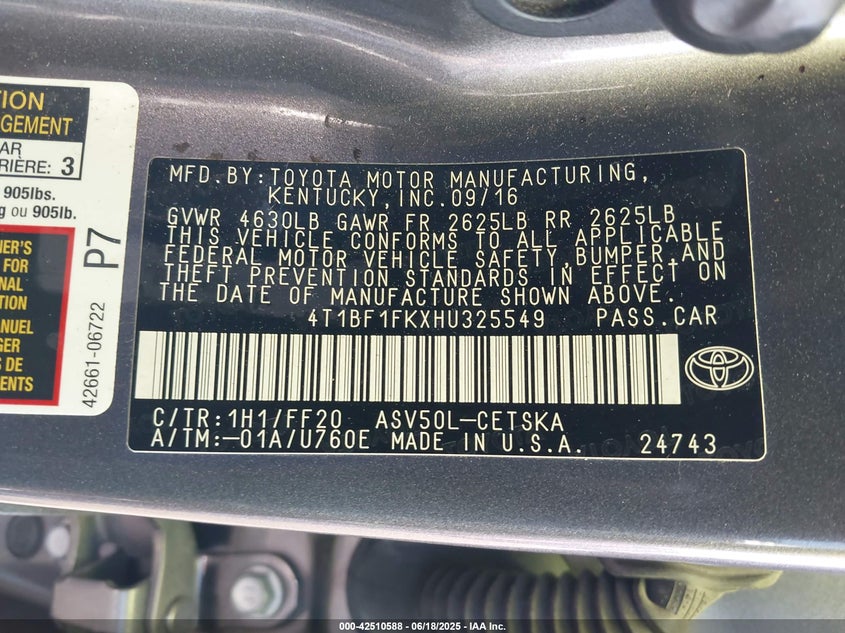 TION
GEMENT
AR
RIÈRE: 3
905lbs.
g ou 905lb.
NER'S
FOR
NAL
TION
ANUEL
GER
S DE
EMENTS
P7
42661-06722
MFD.BY:TOYOTA MOTOR MANUFACTURING,
KENTUCKY,INC.09/16
GVWR 4630LB GAWR FR 2625LB RR 2625LB
THIS VEHICLE CONFORMS TO ALL APPLICABLE
FEDERAL MOTOR VEHICLE SAFETY,BUMPER,AND
THEFT PREVENTION STANDARDS IN EFFECT ON
THE DATE OF MANUFACTURE SHOWN ABOVE.
4T1BF1FKXHU325549 PASS.CAR
C/TR:1H1/FF20 ASV50L-CETSKA
A/TM:-01A/U760E MADE IN U.S.A. 24743
000-42510588 - 06/18/2025 - © IAA, Inc.